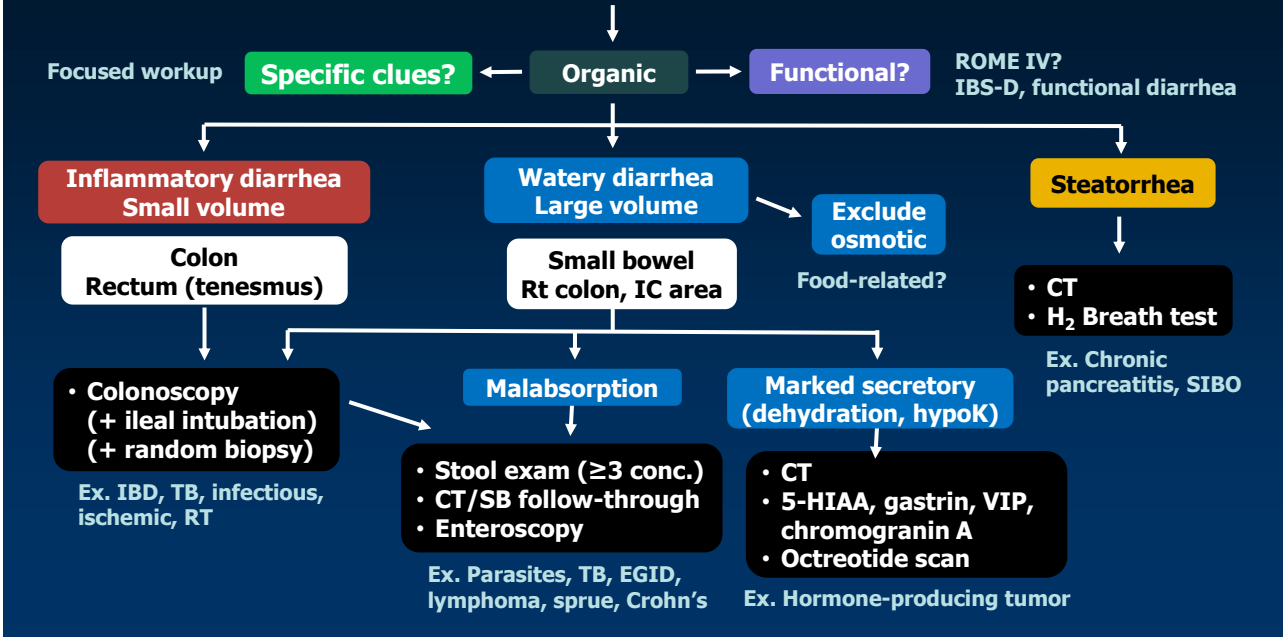 Focused workup
Specific clues?
Organic
Functional?
ROME IV?
IBS-D, functional diarrhea
Inflammatory diarrhea
Small volume
Watery diarrhea
Large volume
Steatorrhea
Exclude
osmotic
Food-related?
Colon
Rectum (tenesmus)
Small bowel
Rt colon, IC area
• CT
• H₂ Breath test
Ex. Chronic
pancreatitis, SIBO
• Colonoscopy
(+ ileal intubation)
(+ random biopsy)
Ex. IBD, TB, infectious,
ischemic, RT
Malabsorption
• Stool exam (≥3 conc.)
• CT/SB follow-through
• Enteroscopy
Ex. Parasites, TB, EGID,
lymphoma, sprue, Crohn’s
Marked secretory
(dehydration, hypoK)
• CT
• 5-HIAA, gastrin, VIP,
chromogranin A
• Octreotide scan
Ex. Hormone-producing tumor